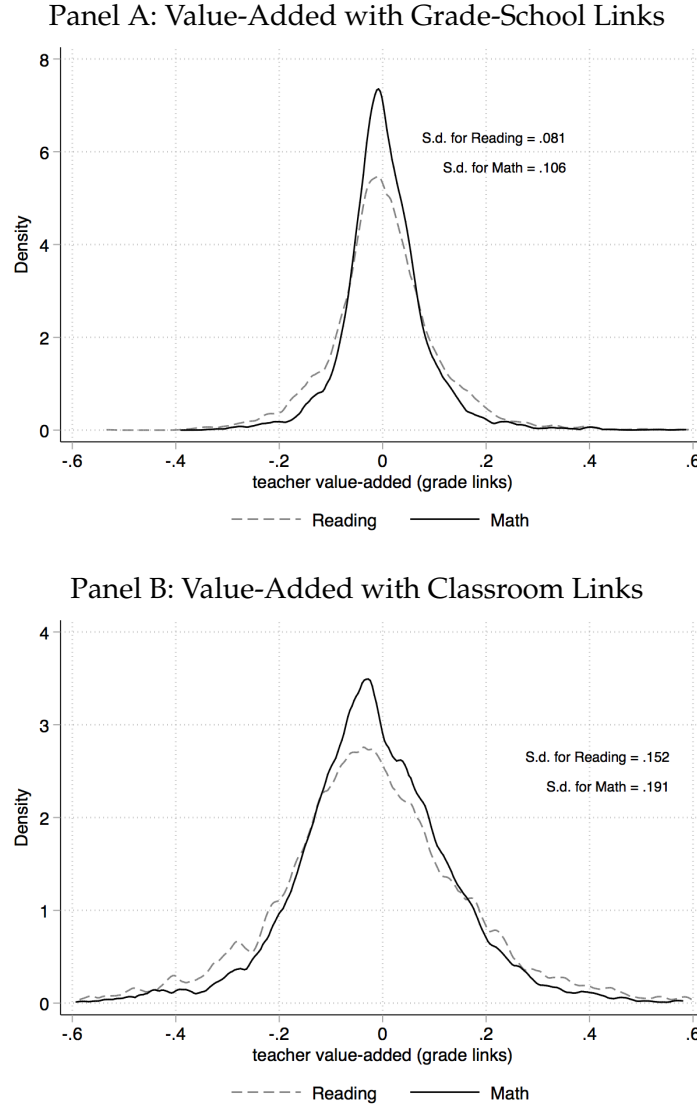 Panel A: Value-Added with Grade-School Links
8
6
4
2
0
Density
S.d. for Reading = .081
S.d. for Math = .106
-.6 -.4 -.2 0 .2 .4 .6
teacher value-added (grade links)
Reading Math
Panel B: Value-Added with Classroom Links
4
3
2
1
0
Density
S.d. for Reading = .152
S.d. for Math = .191
-.6 -.4 -.2 0 .2 .4 .6
teacher value-added (grade links)
Reading Math